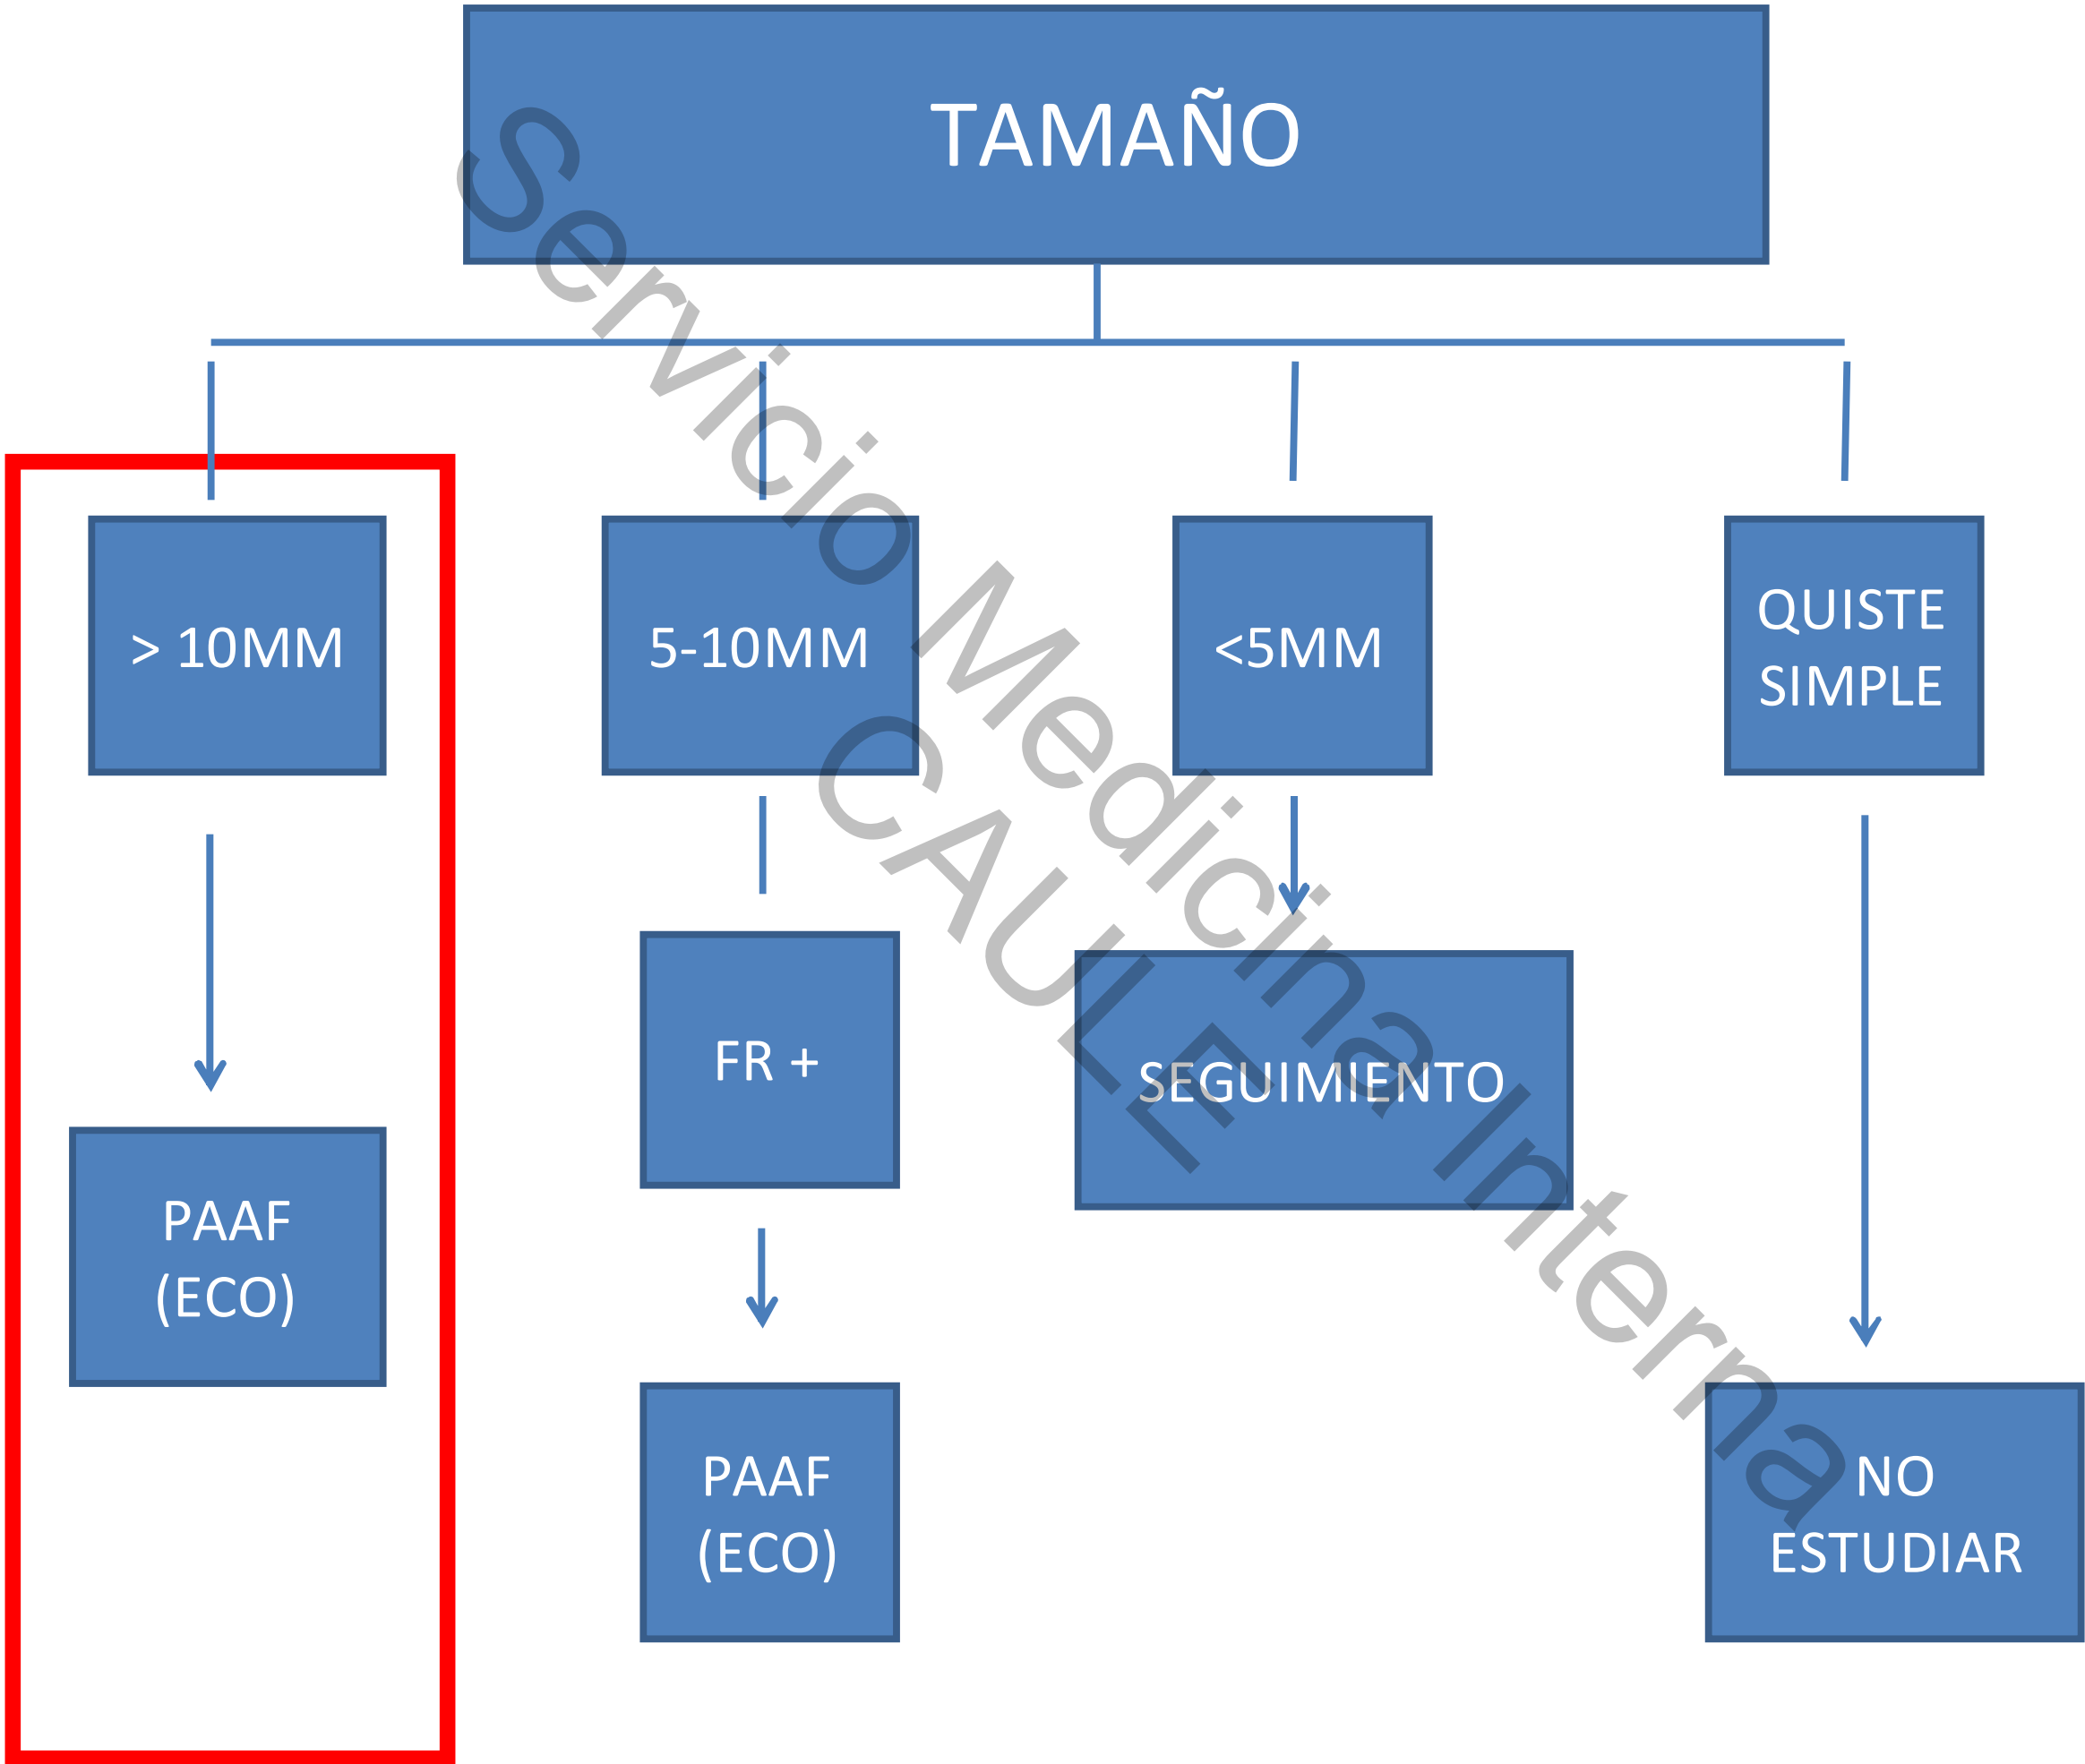 TAMAÑO
> 10MM
5-10MM
<5MM
QUISTE
SIMPLE
FR +
SEGUIMIENTO
PAAF
(ECO)
PAAF
(ECO)
NO
ESTUDIAR
Servicio Medicina Interna
CAULE